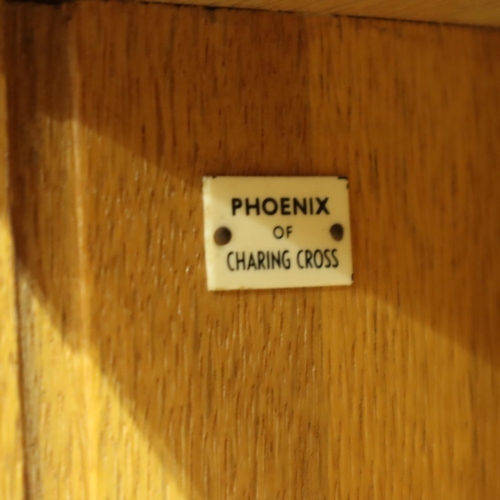 PHOENIX
OF
CHARING CROSS